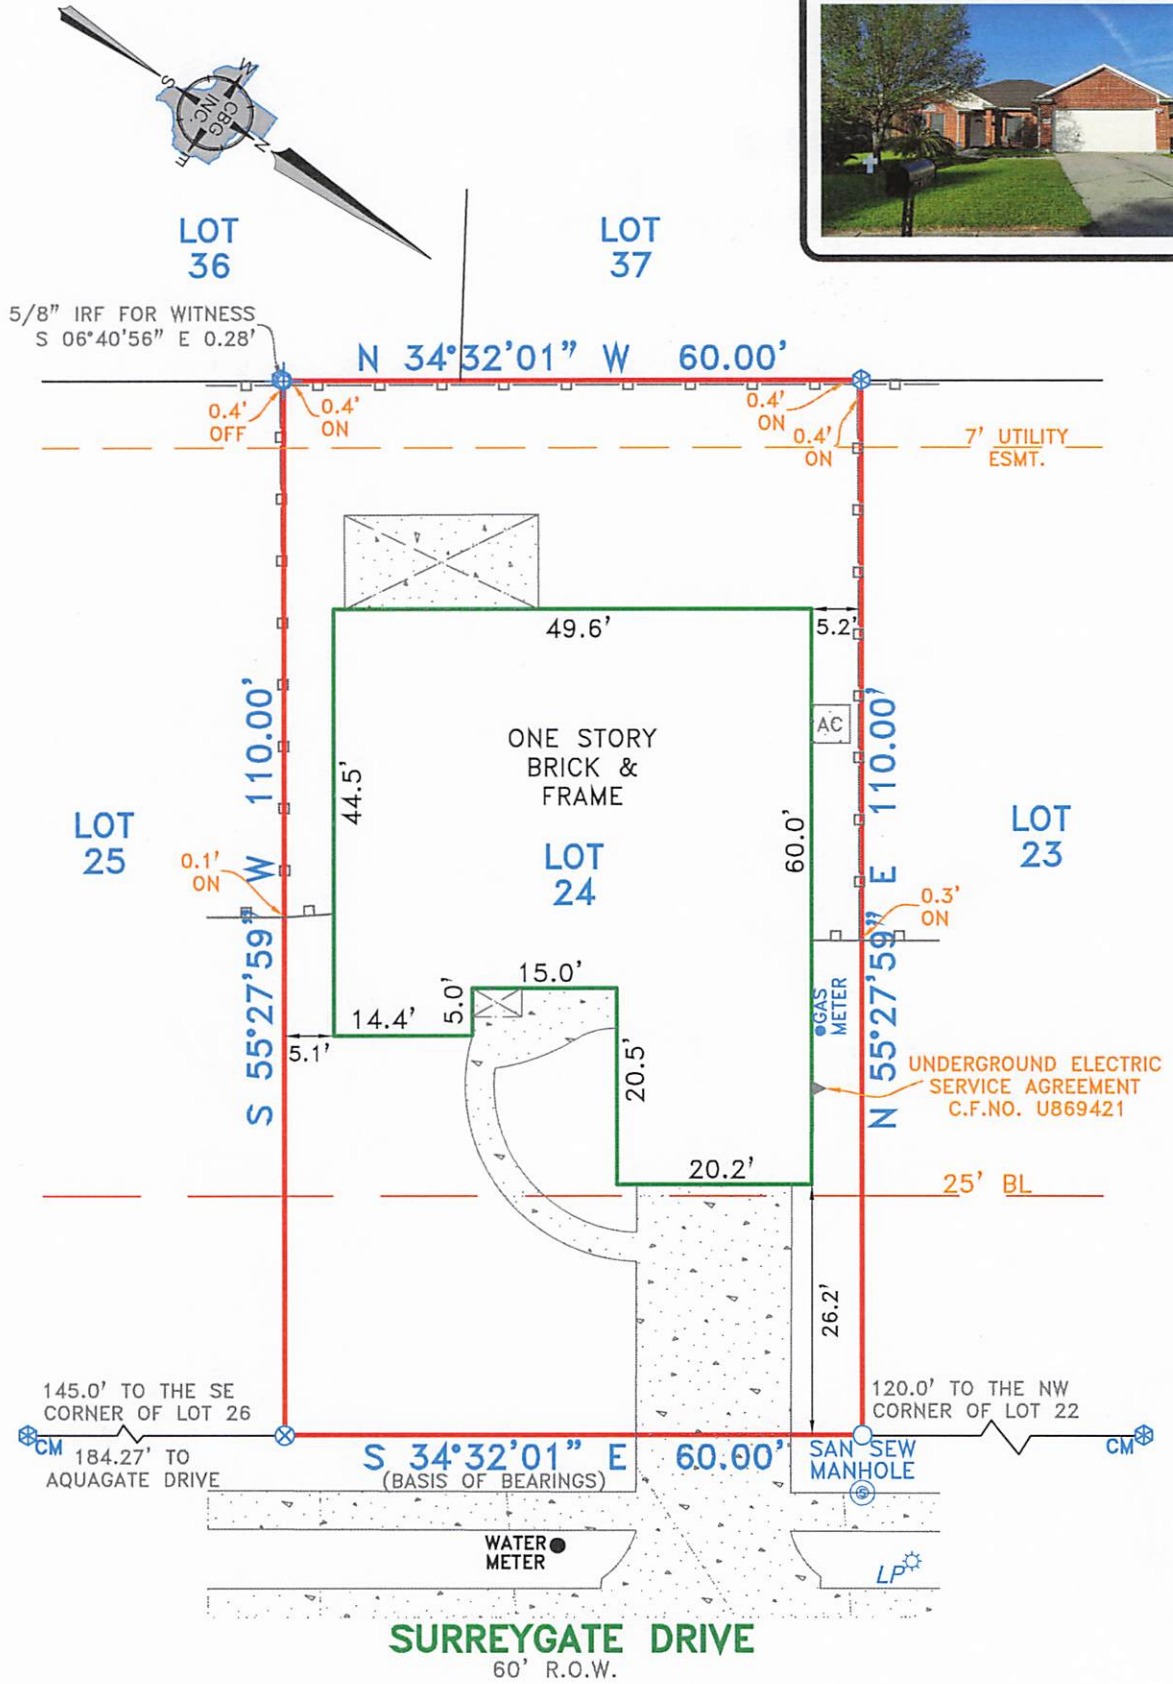 S
W
CBG
INC.
E
N
LOT
36
LOT
37
5/8" IRF FOR WITNESS
S 06°40'56" E 0.28'
N 34°32'01" W 60.00'
0.4'
OFF
0.4'
ON
0.4'
ON
0.4'
ON
7' UTILITY
ESMT.
49.6'
5.2'
AC
ONE STORY
BRICK &
FRAME
44.5'
60.0'
S 55°27'59" W 110.00'
N 55°27'59" E 110.00'
LOT
25
LOT
24
LOT
23
0.1'
ON
0.3'
ON
15.0'
5.0'
14.4'
5.1'
20.5'
GAS
METER
UNDERGROUND ELECTRIC
SERVICE AGREEMENT
C.F.NO. U869421
20.2'
25' BL
26.2'
145.0' TO THE SE
CORNER OF LOT 26
CM
184.27' TO
AQUAGATE DRIVE
120.0' TO THE NW
CORNER OF LOT 22
CM
S 34°32'01" E 60.00'
(BASIS OF BEARINGS)
SAN SEW
MANHOLE
S
WATER
METER
LP
SURREYGATE DRIVE
60' R.O.W.